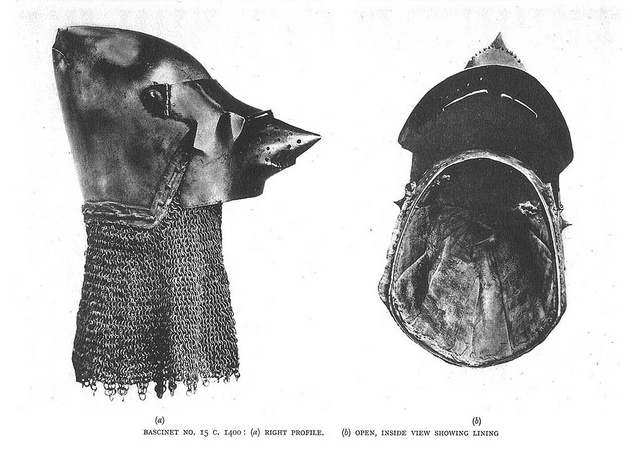 (a)
(b)
BASCINET NO. 15 C. 1400: (a) RIGHT PROFILE. (b) OPEN, INSIDE VIEW SHOWING LINING